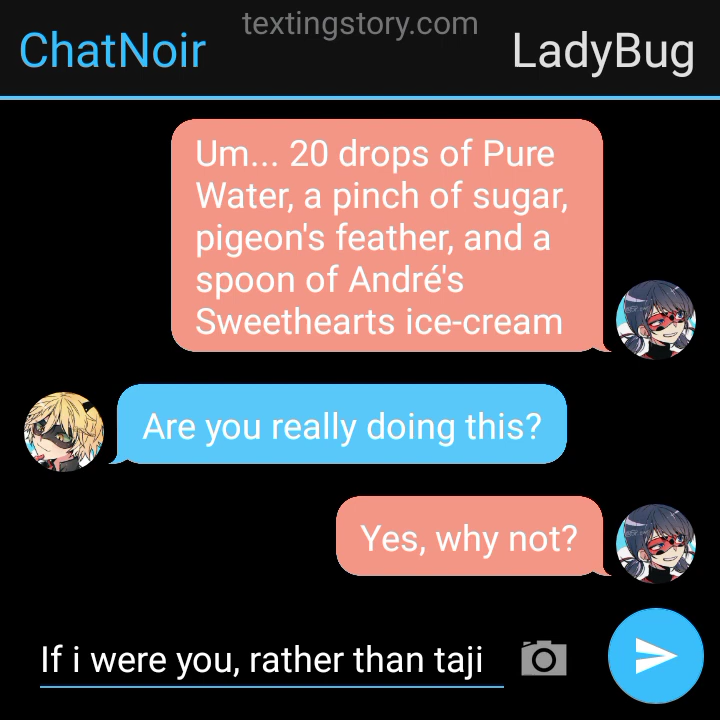 textingstory.com
ChatNoir
LadyBug
Um... 20 drops of Pure
Water, a pinch of sugar,
pigeon's feather, and a
spoon of André's
Sweethearts ice-cream
Are you really doing this?
Yes, why not?
If i were you, rather than taji